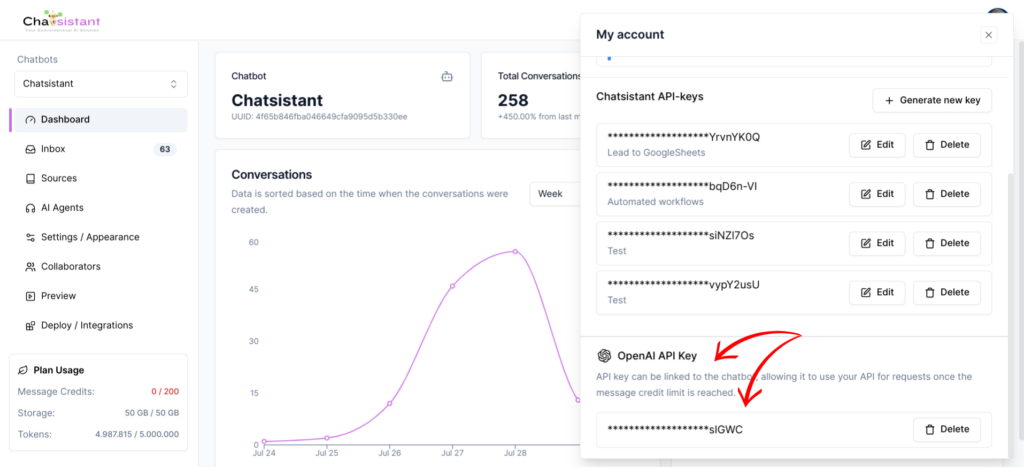 Chatsistant
Your Conversational AI Solution
Chatbots
Chatsistant
Dashboard
Inbox
63
Sources
AI Agents
Settings / Appearance
Collaborators
Preview
Deploy / Integrations
Plan Usage
Message Credits:
0 / 200
Storage:
50 GB / 50 GB
Tokens:
4.987.815 / 5.000.000
Chatbot
Chatsistant
UUID: 4f65b846fba046649cfa9095d5b330ee
Total Conversations
258
+450.00% from last m
Conversations
Data is sorted based on the time when the conversations were
created.
Week
60
45
30
15
0
Jul 24
Jul 25
Jul 26
Jul 27
Jul 28
My account
Chatsistant API-keys
Generate new key
*******************YrvnYK0Q
Lead to GoogleSheets
Edit
Delete
*******************bqD6n-VI
Automated workflows
Edit
Delete
*******************siNZI7Os
Test
Edit
Delete
*******************vypY2usU
Test
Edit
Delete
OpenAI API Key
API key can be linked to the chatbot, allowing it to use your API for requests once the
message credit limit is reached.
*******************sIGWC
Delete